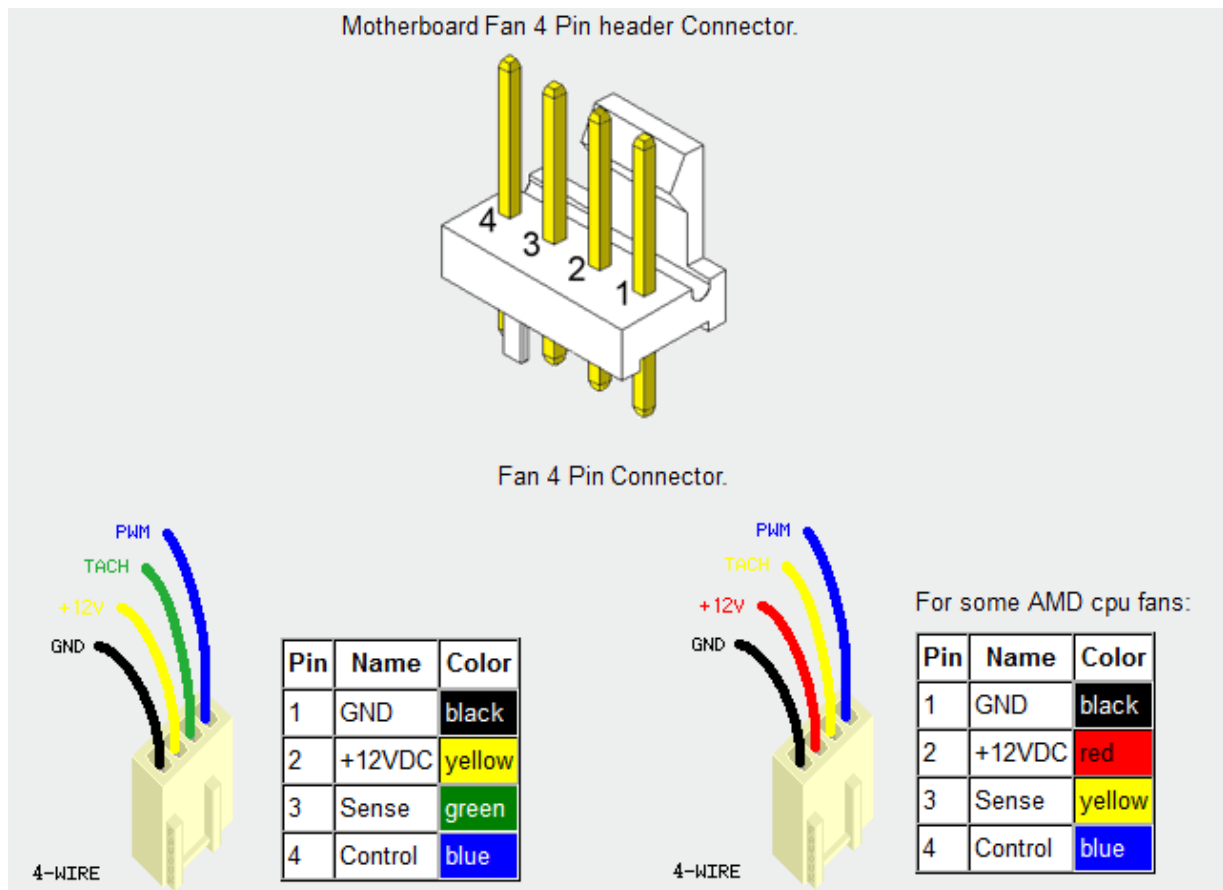 Motherboard Fan 4 Pin header Connector.
4
3
2
1
Fan 4 Pin Connector.
PWM
TACH
+12V
GND
4-WIRE
Pin Name Color
1 GND black
2 +12VDC yellow
3 Sense green
4 Control blue
PWM
TACH
+12V
GND
4-WIRE
For some AMD cpu fans:
Pin Name Color
1 GND black
2 +12VDC red
3 Sense yellow
4 Control blue